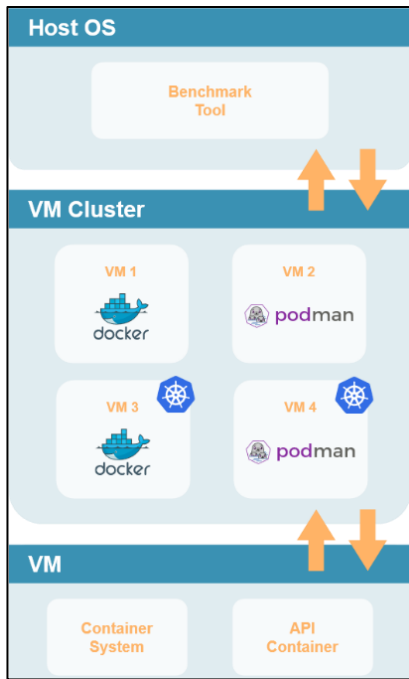 Host OS
Benchmark
Tool
VM Cluster
VM 1
docker
VM 2
podman
VM 3
docker
VM 4
podman
VM
Container
System
API
Container